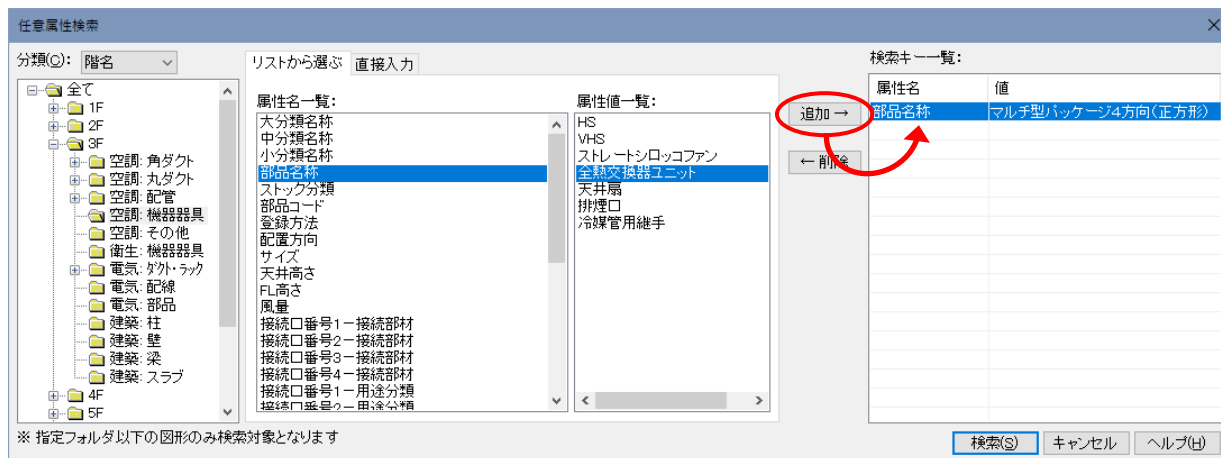 任意属性検索
分類(C): 階名
全て
1F
2F
3F
空調: 角ダクト
空調: 丸ダクト
空調: 配管
空調: 機器器具
空調: その他
衛生: 機器器具
電気: ダクト・ラック
電気: 配線
電気: 部品
建築: 柱
建築: 壁
建築: 梁
建築: スラブ
4F
5F
リストから選ぶ 直接入力
属性名一覧:
大分類名称
中分類名称
小分類名称
部品名称
ストック分類
部品コード
登録方法
配置方向
サイズ
天井高さ
FL高さ
風量
接続口番号1－接続部材
接続口番号2－接続部材
接続口番号3－接続部材
接続口番号4－接続部材
接続口番号1－用途分類
接続口番号2－用途分類
属性値一覧:
HS
VHS
ストレートシロッコファン
全熱交換器ユニット
天井扇
排煙口
冷媒管用継手
追加 →
← 削除
検索キー一覧:
属性名 値
部品名称 マルチ型パッケージ4方向(正方形)
※ 指定フォルダ以下の図形のみ検索対象となります
検索(S) キャンセル ヘルプ(H)